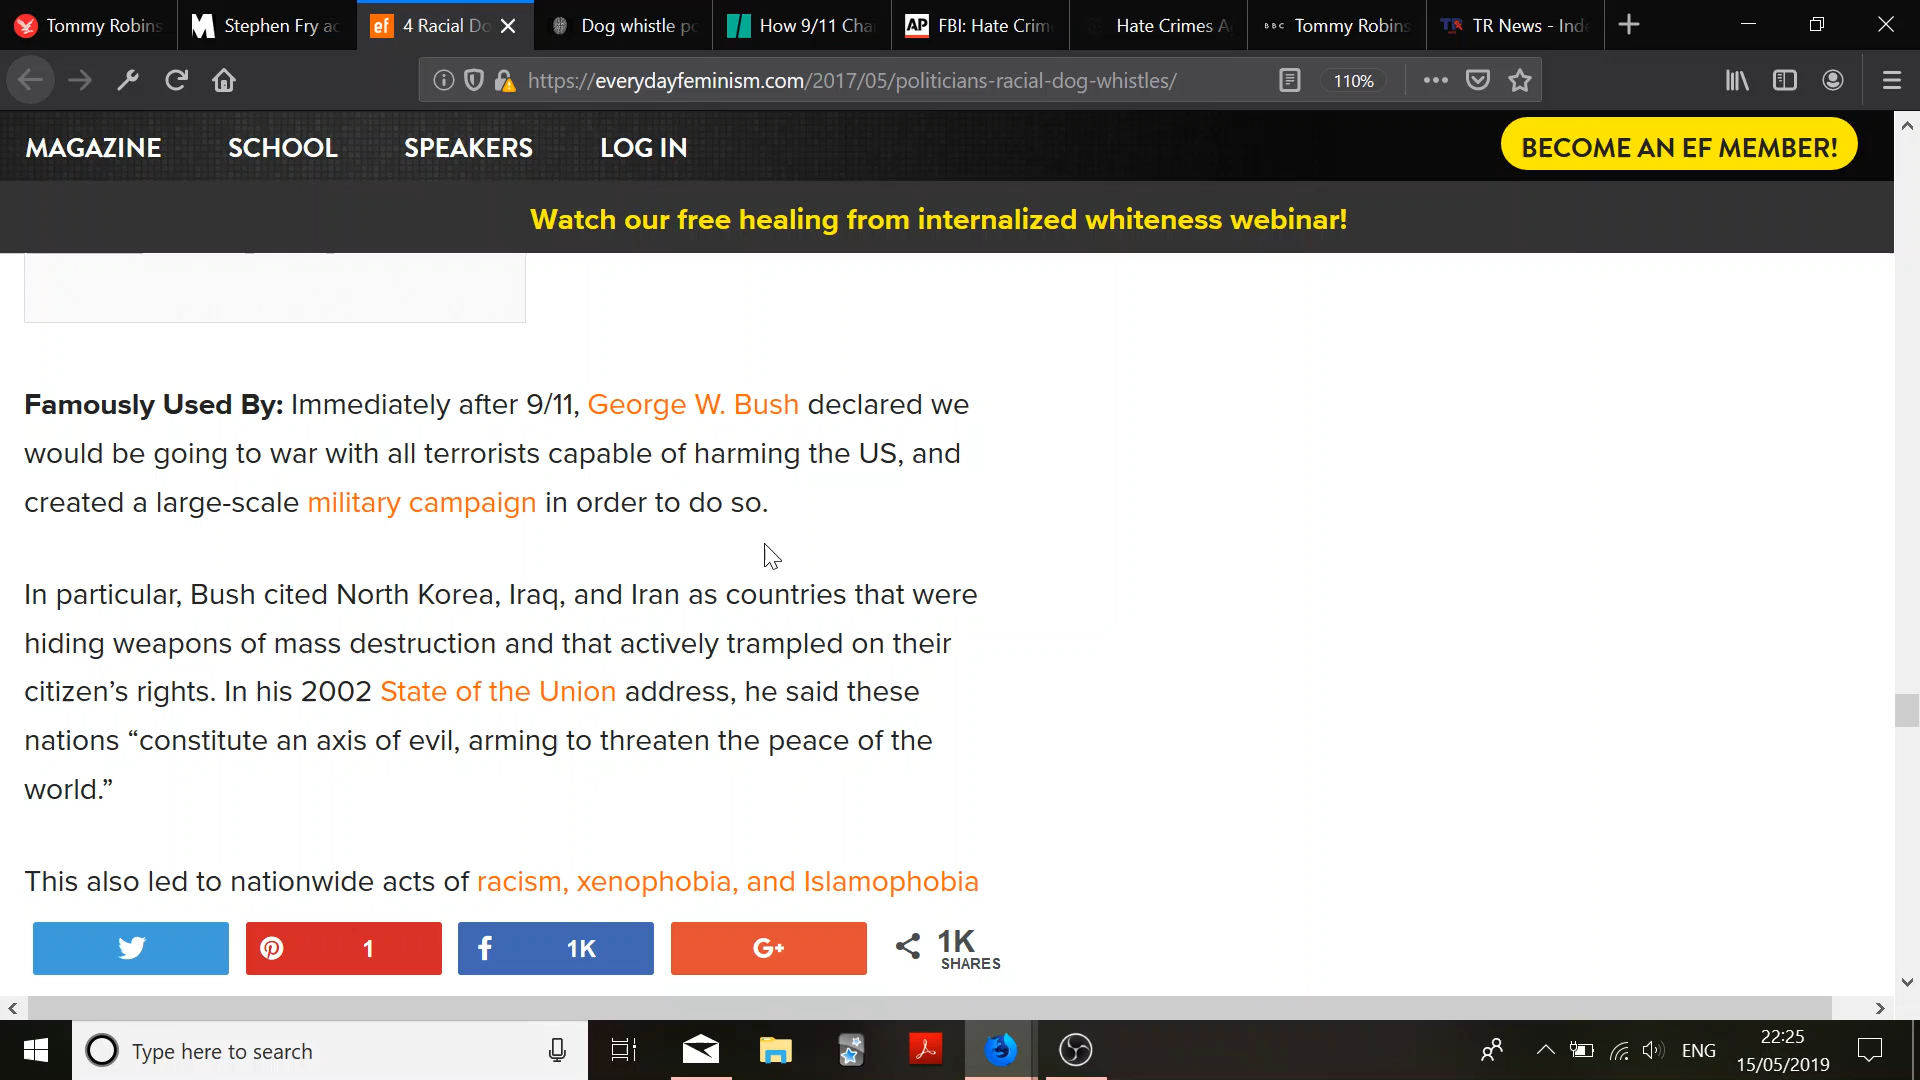 Tommy Robins
Stephen Fry ac
ef 4 Racial Do
Dog whistle po
How 9/11 Cha
AP FBI: Hate Crim
Hate Crimes A
BBC Tommy Robins
TR TR News - Ind
https://everydayfeminism.com/2017/05/politicians-racial-dog-whistles/
110%
MAGAZINE SCHOOL SPEAKERS LOG IN
BECOME AN EF MEMBER!
Watch our free healing from internalized whiteness webinar!
Famously Used By: Immediately after 9/11, George W. Bush declared we
would be going to war with all terrorists capable of harming the US, and
created a large-scale military campaign in order to do so.
In particular, Bush cited North Korea, Iraq, and Iran as countries that were
hiding weapons of mass destruction and that actively trampled on their
citizen’s rights. In his 2002 State of the Union address, he said these
nations “constitute an axis of evil, arming to threaten the peace of the
world.”
This also led to nationwide acts of racism, xenophobia, and Islamophobia
1
1K
G+
1K
SHARES
Type here to search
ENG
22:25
15/05/2019